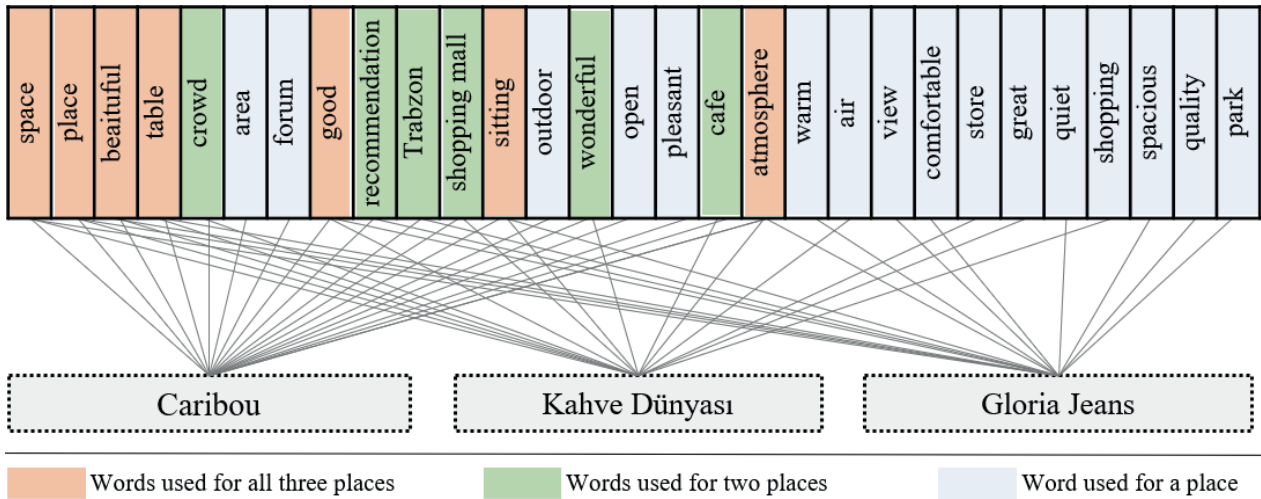 space
place
beaituful
table
crowd
area
forum
good
recommendation
Trabzon
shopping mall
sitting
outdoor
wonderful
open
pleasant
cafe
atmosphere
warm
air
view
comfortable
store
great
quiet
shopping
spacious
quality
park
Caribou
Kahve Dünyası
Gloria Jeans
Words used for all three places
Words used for two places
Word used for a place